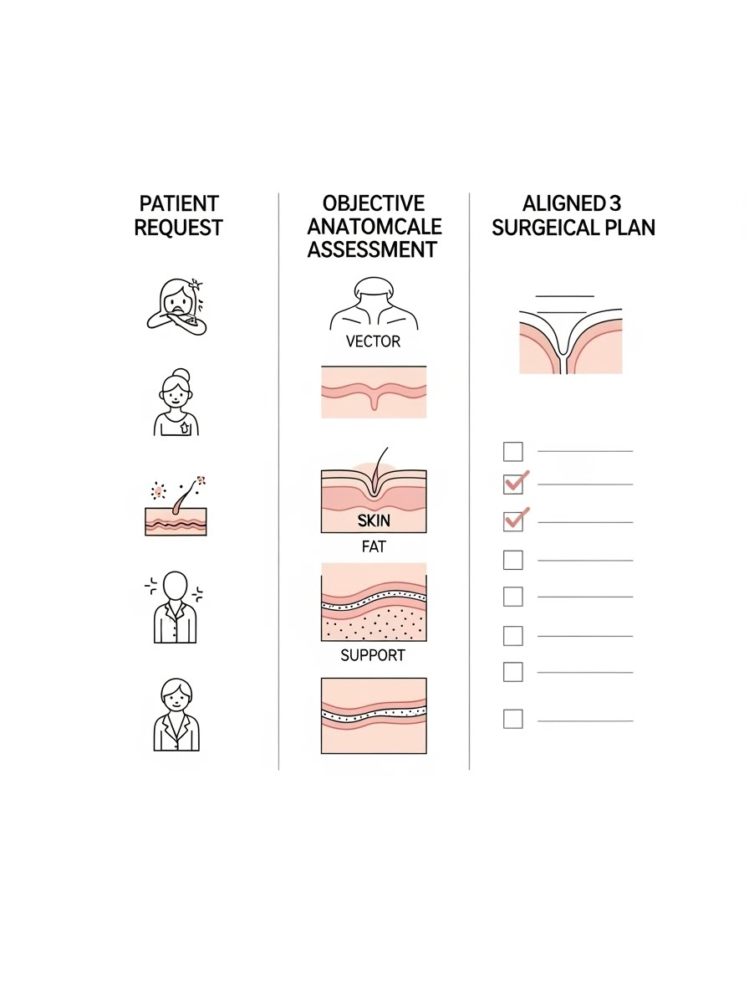 PATIENT
REQUEST
OBJECTIVE
ANATOMCALE
ASSESSMENT
VECTOR
SKIN
FAT
SUPPORT
ALIGNED 3
SURGEICAL PLAN